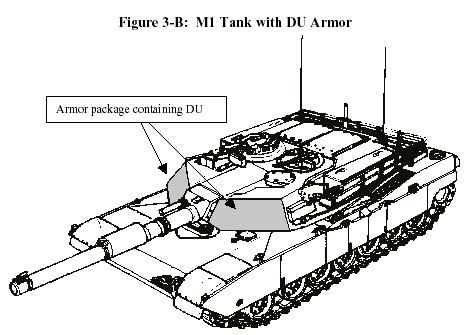 Figure 3-B:  M1 Tank with DU Armor
Armor package containing DU